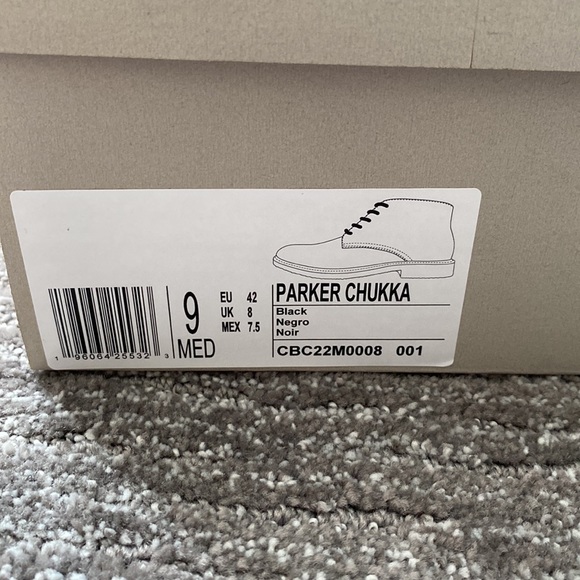 9
MED
EU 42
UK 8
MEX 7.5
PARKER CHUKKA
Black
Negro
Noir
CBC22M0008 001
1 96064 25532 3